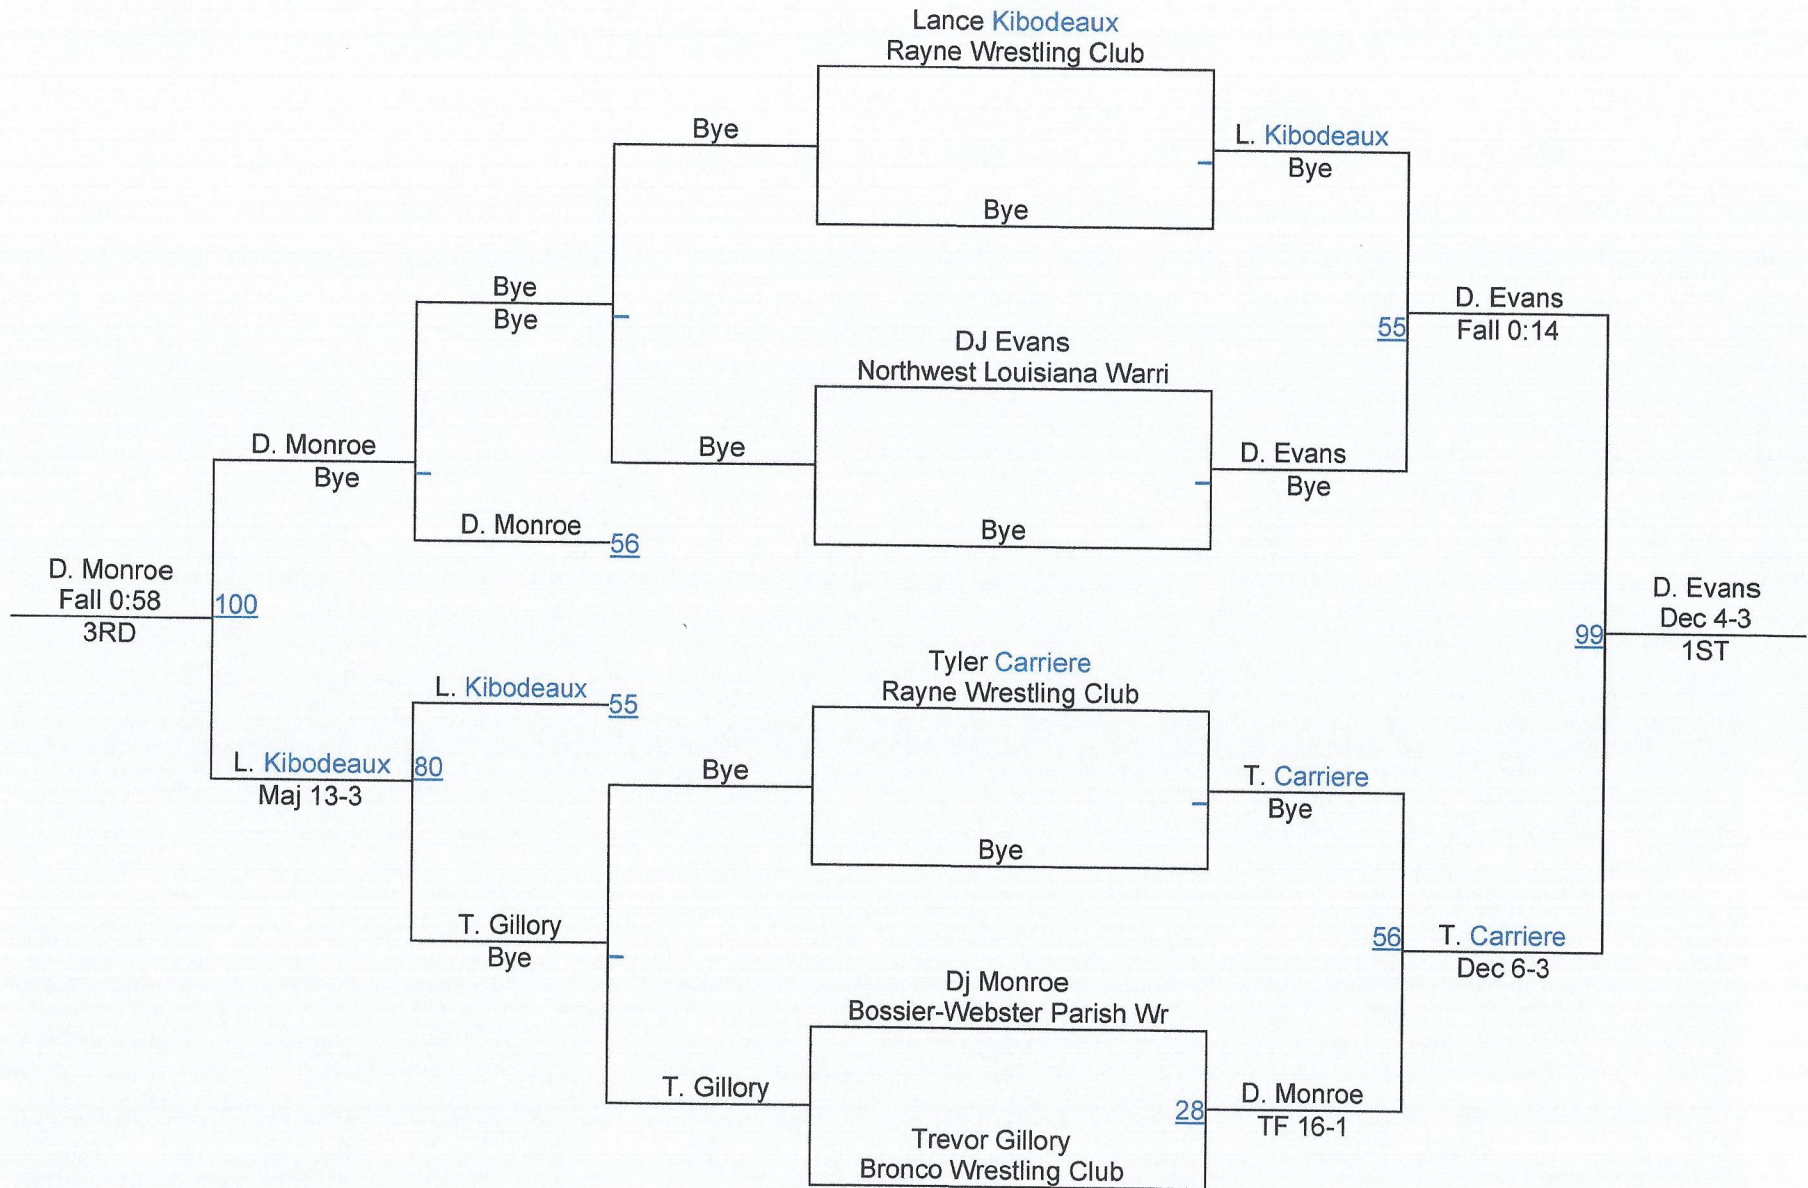 Lance Kibodeaux
Rayne Wrestling Club
Bye
L. Kibodeaux
Bye
Bye
Bye
Bye
D. Evans
Fall 0:14
55
DJ Evans
Northwest Louisiana Warri
D. Monroe
Bye
Bye
D. Evans
Bye
D. Monroe
56
Bye
D. Monroe
Fall 0:58
3RD
100
D. Evans
Dec 4-3
1ST
99
Tyler Carriere
Rayne Wrestling Club
L. Kibodeaux
55
L. Kibodeaux
Maj 13-3
80
Bye
T. Carriere
Bye
Bye
T. Gillory
Bye
56
T. Carriere
Dec 6-3
Dj Monroe
Bossier-Webster Parish Wr
T. Gillory
28
D. Monroe
TF 16-1
Trevor Gillory
Bronco Wrestling Club